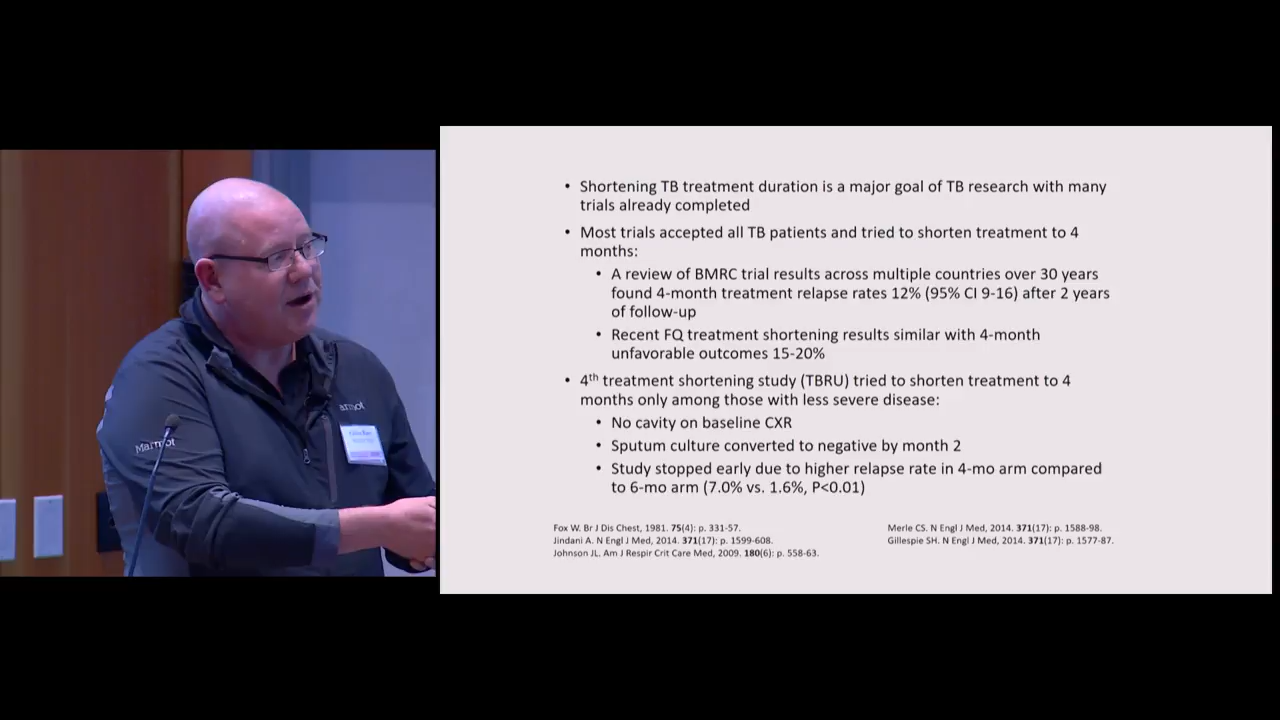 Marmot
armot
• Shortening TB treatment duration is a major goal of TB research with many
trials already completed
• Most trials accepted all TB patients and tried to shorten treatment to 4
months:
• A review of BMRC trial results across multiple countries over 30 years
found 4-month treatment relapse rates 12% (95% CI 9-16) after 2 years
of follow-up
• Recent FQ treatment shortening results similar with 4-month
unfavorable outcomes 15-20%
• 4th treatment shortening study (TBRU) tried to shorten treatment to 4
months only among those with less severe disease:
• No cavity on baseline CXR
• Sputum culture converted to negative by month 2
• Study stopped early due to higher relapse rate in 4-mo arm compared
to 6-mo arm (7.0% vs. 1.6%, P<0.01)
Fox W. Br J Dis Chest, 1981. 75(4): p. 331-57.
Jindani A. N Engl J Med, 2014. 371(17): p. 1599-608.
Johnson JL. Am J Respir Crit Care Med, 2009. 180(6): p. 558-63.
Merle CS. N Engl J Med, 2014. 371(17): p. 1588-98.
Gillespie SH. N Engl J Med, 2014. 371(17): p. 1577-87.